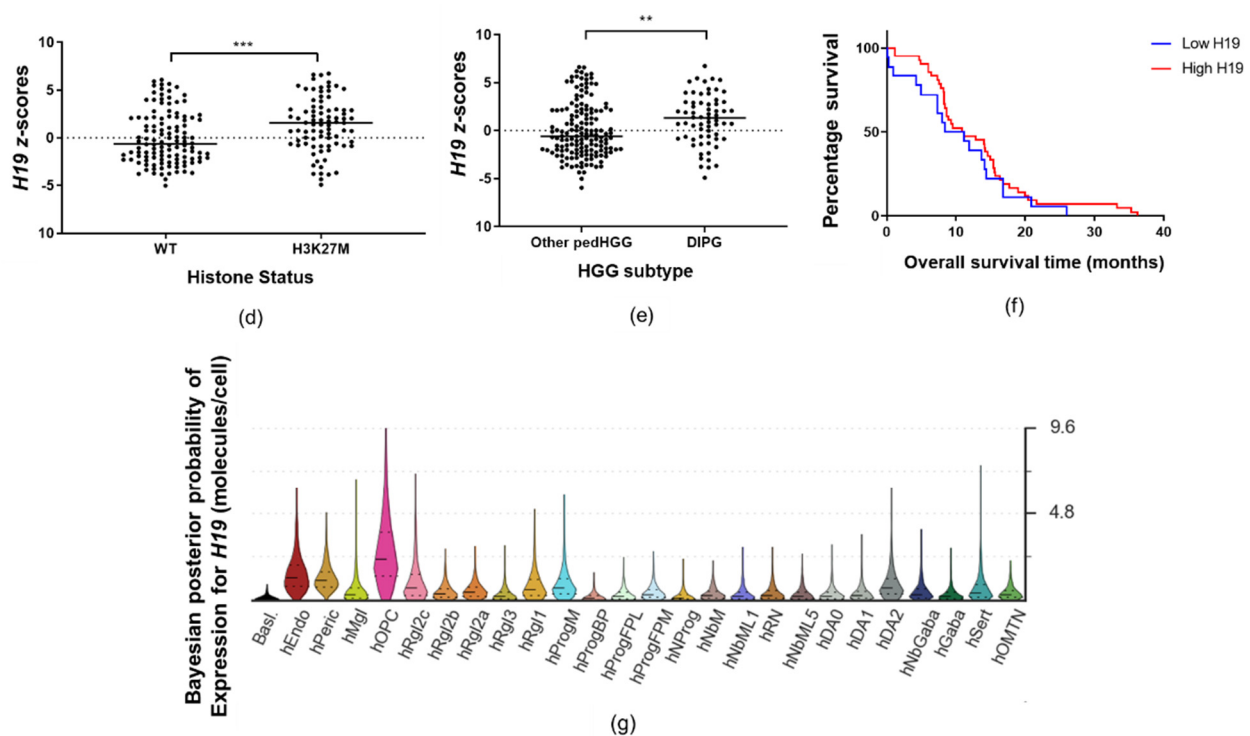 10
5
0
-5
10
H19 z-scores
***
WT
H3K27M
Histone Status
(d)
10
5
0
-5
10
H19 z-scores
**
Other pedHGG
DIPG
HGG subtype
(e)
100
50
0
Percentage survival
0
10
20
30
40
Overall survival time (months)
Low H19
High H19
(f)
Bayesian posterior probability of
Expression for H19 (molecules/cell)
9.6
4.8
Basl.
hEndo
hPeric
hMgl
hOPC
hRgl2c
hRgl2b
hRgl2a
hRgl3
hRgl1
hProgM
hProgBP
hProgFPL
hProgFPM
hNProg
hNbM
hNbML1
hRN
hNbML5
hDA0
hDA1
hDA2
hNbGaba
hGaba
hSert
hOMTN
(g)